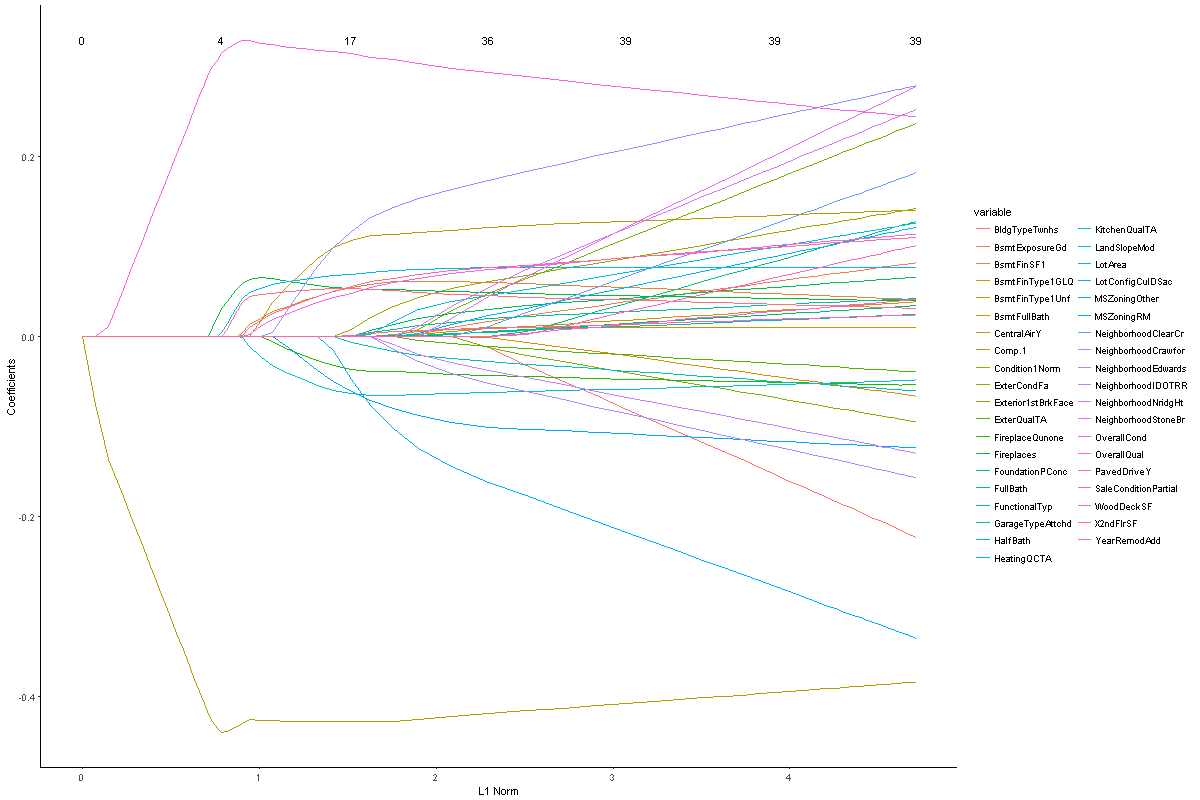 0 4 17 36 39 39 39
0.2
0.0
-0.2
-0.4
Coefficients
0 1 2 3 4
L1 Norm
variable
BldgTypeTwnhs KitchenQualTA
BsmtExposureGd LandSlopeMod
BsmtFinSF1 LotArea
BsmtFinType1GLQ LotConfigCulDSac
BsmtFinType1Unf MSZoningOther
BsmtFullBath MSZoningRM
CentralAirY NeighborhoodClearCr
Comp.1 NeighborhoodCrawfor
Condition1Norm NeighborhoodEdwards
ExterCondFa NeighborhoodIDOTRR
Exterior1stBrkFace NeighborhoodNridgHt
ExterQualTA NeighborhoodStoneBr
FireplaceQunone OverallCond
Fireplaces OverallQual
FoundationPConc PavedDriveY
FullBath SaleConditionPartial
FunctionalTyp WoodDeckSF
GarageTypeAttchd X2ndFlrSF
HalfBath YearRemodAdd
HeatingQCTA